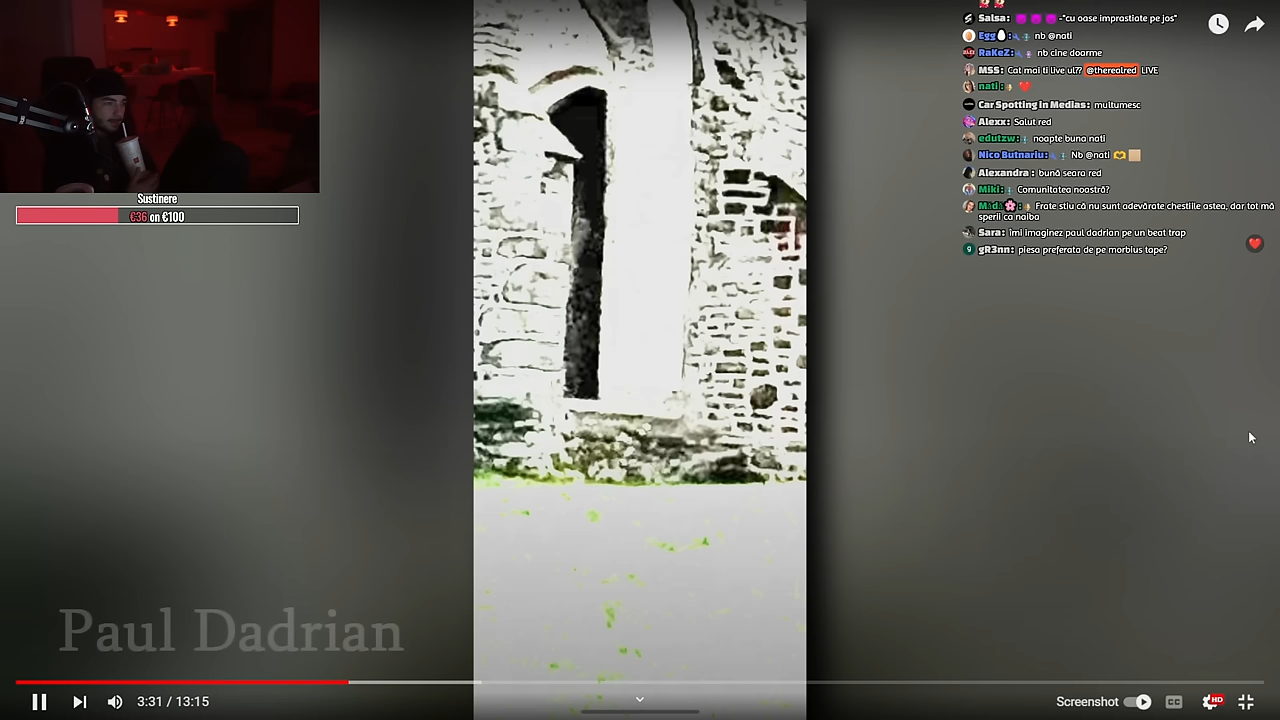 Salsa: -"cu oase imprastiate pe jos"
Egg: nb @nati
RaKeZ: nb cine doarme
MSS: Cat mai ti live ul?? @therealred LIVE
nati:
Car Spotting In Medias: multumesc
Alexx: Salut red
edutzw: noapte buna nati
Nico Butnariu: Nb @nati
Alexandra: bună seara red
Miki: Comunitatea noastră?
Mada: Frate stiu că nu sunt adevărate chestiile astea, dar tot mă
sperii ca naiba
Sara: îmi imaginez paul dadrian pe un beat trap
gR3nn: piesa preferata de pe morbius tape?
Sustinere
€36 on €100
Paul Dadrian
3:31 / 13:15
Screenshot
CC
HD